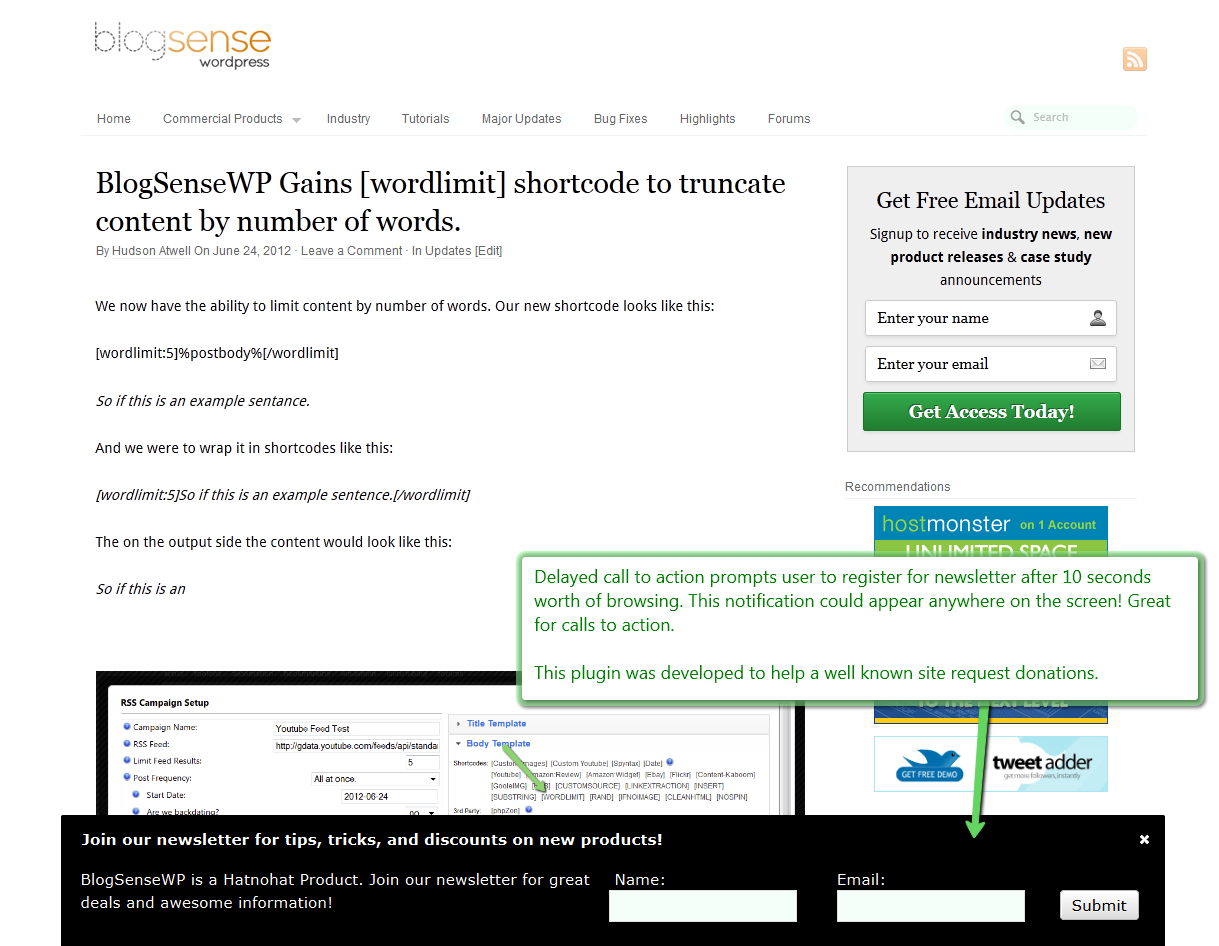 blogsense
wordpress
Home Commercial Products Industry Tutorials Major Updates Bug Fixes Highlights Forums Search
BlogSenseWP Gains [wordlimit] shortcode to truncate
content by number of words.
By Hudson Atwell On June 24, 2012 · Leave a Comment · In Updates [Edit]
We now have the ability to limit content by number of words. Our new shortcode looks like this:
[wordlimit:5]%postbody%[/wordlimit]
So if this is an example sentance.
And we were to wrap it in shortcodes like this:
[wordlimit:5]So if this is an example sentence.[/wordlimit]
The on the output side the content would look like this:
So if this is an
Get Free Email Updates
Signup to receive industry news, new
product releases & case study
announcements
Enter your name
Enter your email
Get Access Today!
Recommendations
hostmonster on 1 Account
UNLIMITED SPACE
Delayed call to action prompts user to register for newsletter after 10 seconds
worth of browsing. This notification could appear anywhere on the screen! Great
for calls to action.
This plugin was developed to help a well known site request donations.
TO THE NEXT LEVEL
GET FREE DEMO
tweet adder
get more followers, instantly
RSS Campaign Setup
Campaign Name: Youtube Feed Test
RSS Feed: http://gdata.youtube.com/feeds/api/standa
Limit Feed Results: 5
Post Frequency: All at once.
Start Date: 2012-06-24
Are we backdating? no
Title Template
Body Template
Shortcodes: [Custom Images] [Custom Youtube] [Spyntax] [Date]
[Youtube] [Amazon:Review] [Amazon:Widget] [Ebay] [Flickr] [Content-Kaboom]
[GooleIMG] [CUSTOMSOURCE] [LINKEXTRACTION] [INSERT]
[SUBSTRING] [WORDLIMIT] [RAND] [IFNOIMAGE] [CLEANHTML] [NOSPIN]
3rd Party: [phpZon]
Join our newsletter for tips, tricks, and discounts on new products!
BlogSenseWP is a Hatnohat Product. Join our newsletter for great
deals and awesome information!
Name:
Email:
Submit